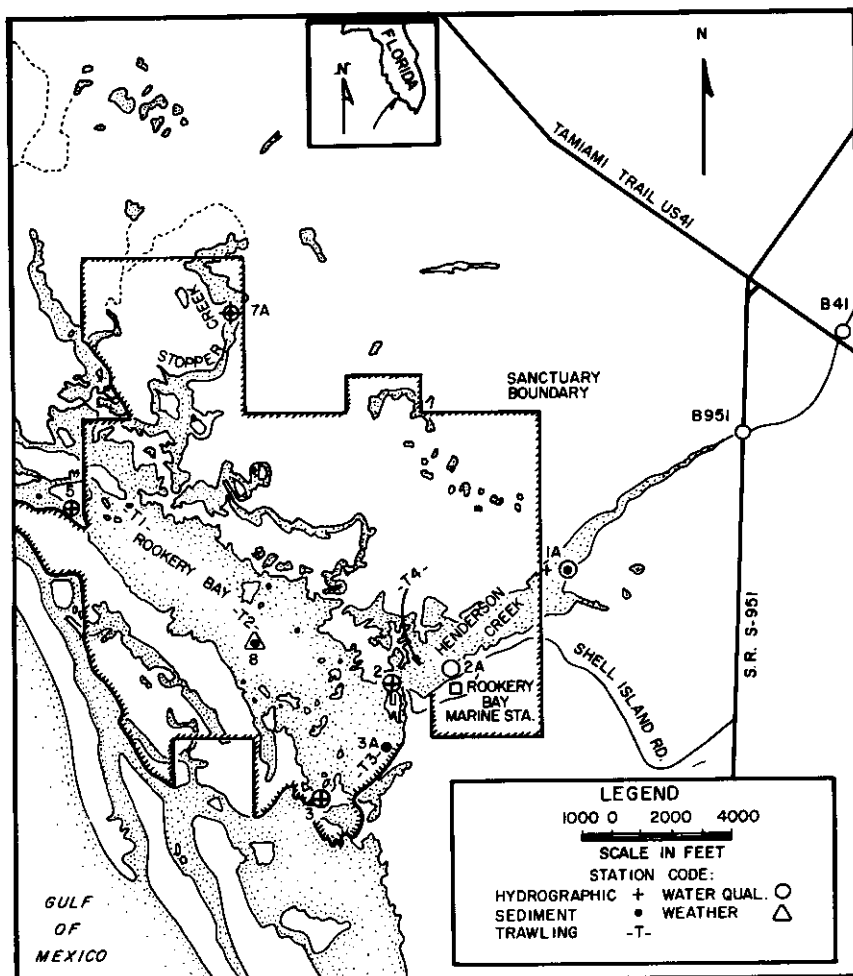 FLORIDA
N
N
TAMIAMI TRAIL US41
B41
7A
STOPPER CREEK
SANCTUARY
BOUNDARY
B951
5
-T1-
ROOKERY BAY
1A
-T4-
HENDERSON
CREEK
-T2-
8
2
2A
ROOKERY
BAY
MARINE STA.
SHELL ISLAND RD.
S.R. S-951
3A
-T3-
3
GULF
OF
MEXICO
LEGEND
1000 0 2000 4000
SCALE IN FEET
STATION CODE:
HYDROGRAPHIC + WATER QUAL. ○
SEDIMENT • WEATHER △
TRAWLING -T-